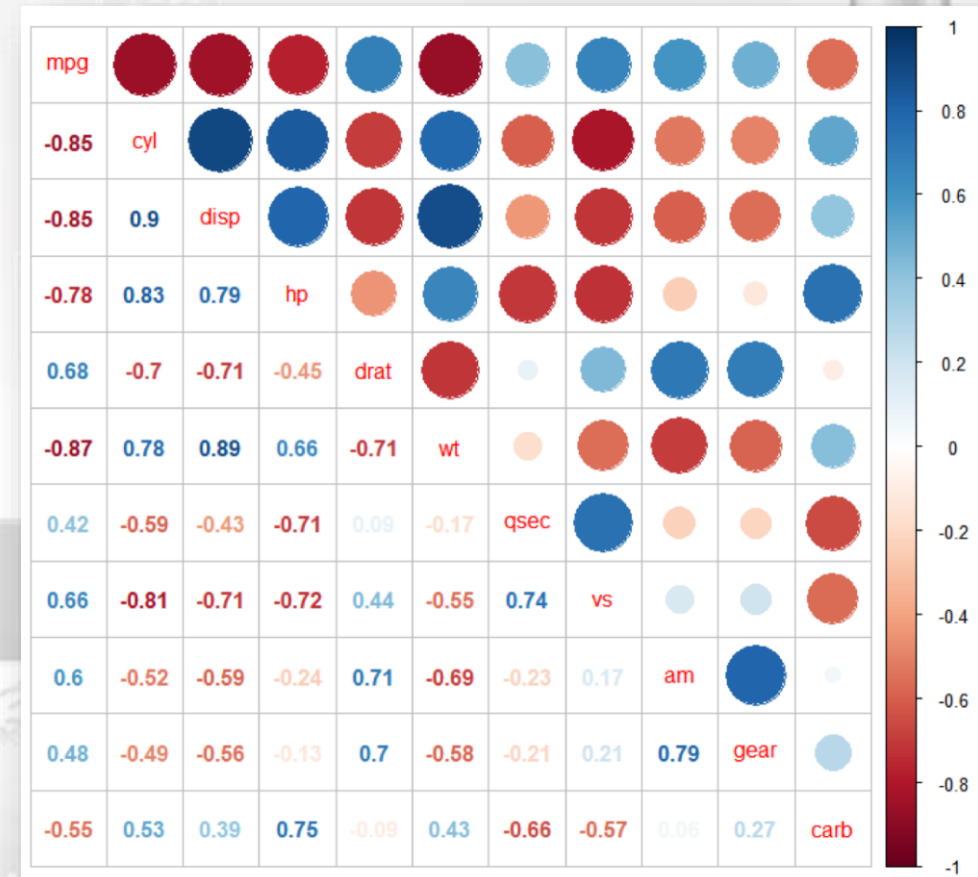 mpg
-0.85 cyl
-0.85 0.9 disp
-0.78 0.83 0.79 hp
0.68 -0.7 -0.71 -0.45 drat
-0.87 0.78 0.89 0.66 -0.71 wt
0.42 -0.59 -0.43 -0.71 0.09 -0.17 qsec
0.66 -0.81 -0.71 -0.72 0.44 -0.55 0.74 vs
0.6 -0.52 -0.59 -0.24 0.71 -0.69 -0.23 0.17 am
0.48 -0.49 -0.56 -0.13 0.7 -0.58 -0.21 0.21 0.79 gear
-0.55 0.53 0.39 0.75 -0.09 0.43 -0.66 -0.57 0.06 0.27 carb
1
0.8
0.6
0.4
0.2
0
-0.2
-0.4
-0.6
-0.8
-1